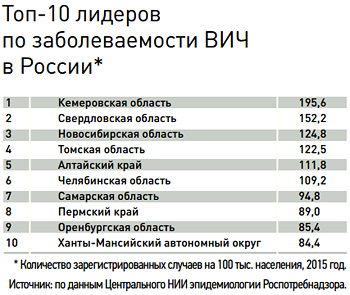 Топ-10 лидеров
по заболеваемости ВИЧ
в России*
1 Кемеровская область 195,6
2 Свердловская область 152,2
3 Новосибирская область 124,8
4 Томская область 122,5
5 Алтайский край 111,8
6 Челябинская область 109,2
7 Самарская область 94,8
8 Пермский край 89,0
9 Оренбургская область 85,4
10 Ханты-Мансийский автономный округ 84,4
* Количество зарегистрированных случаев на 100 тыс. населения, 2015 год.
Источник: по данным Центрального НИИ эпидемиологии Роспотребнадзора.